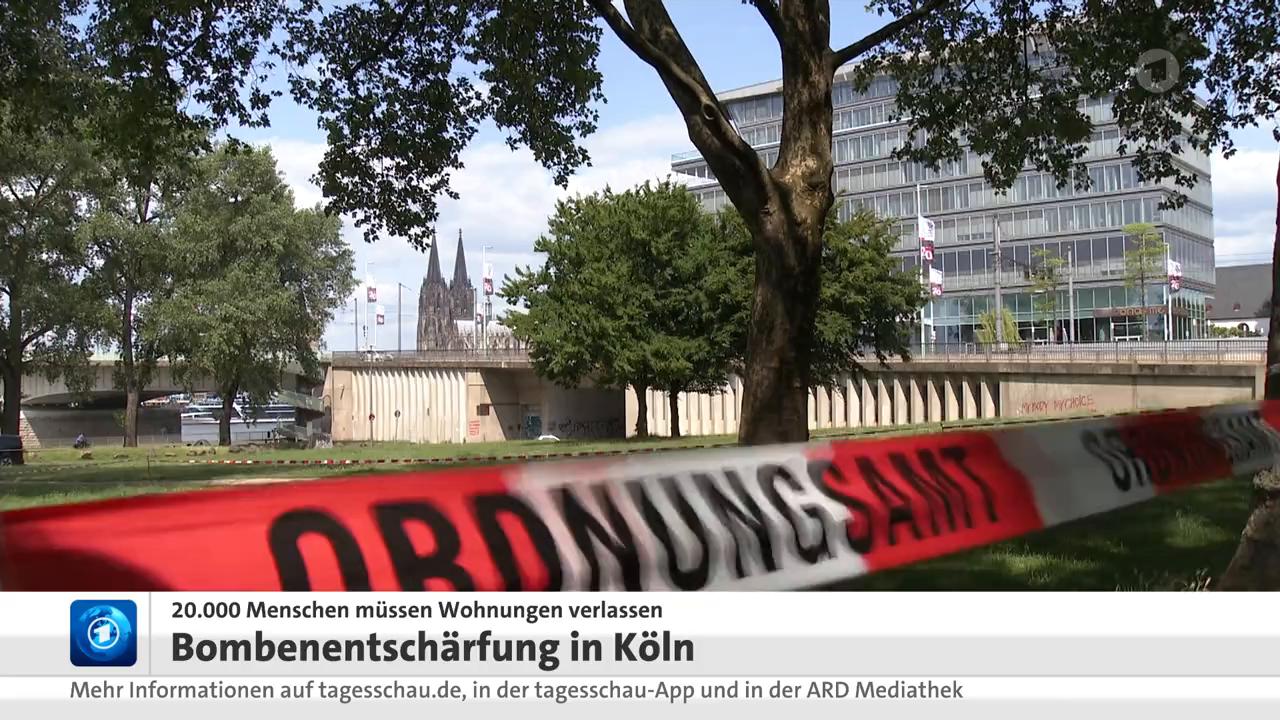 ORDNUNGSAMT
20.000 Menschen müssen Wohnungen verlassen
Bombenentschärfung in Köln
Mehr Informationen auf tagesschau.de, in der tagesschau-App und in der ARD Mediathek